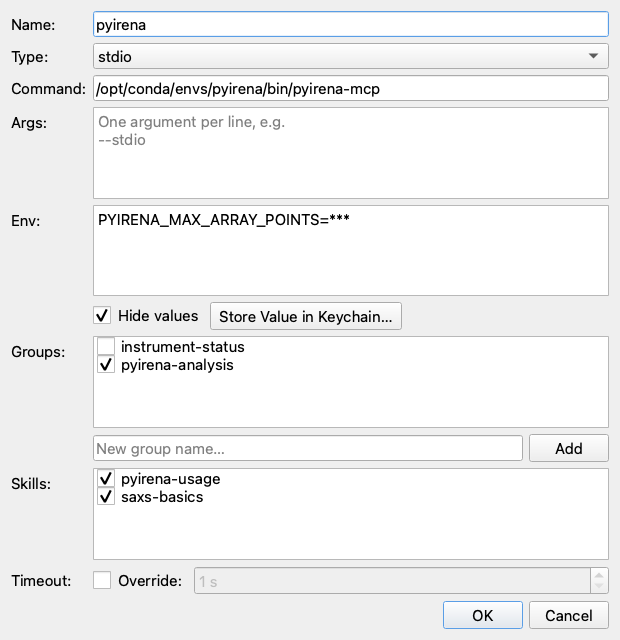 Name: pyirena
Type: stdio
Command: /opt/conda/envs/pyirena/bin/pyirena-mcp
Args: One argument per line, e.g.
--stdio
Env: PYIRENA_MAX_ARRAY_POINTS=***
Hide values Store Value in Keychain...
Groups: instrument-status
pyirena-analysis
New group name... Add
Skills: pyirena-usage
saxs-basics
Timeout: Override: 1 s
OK Cancel